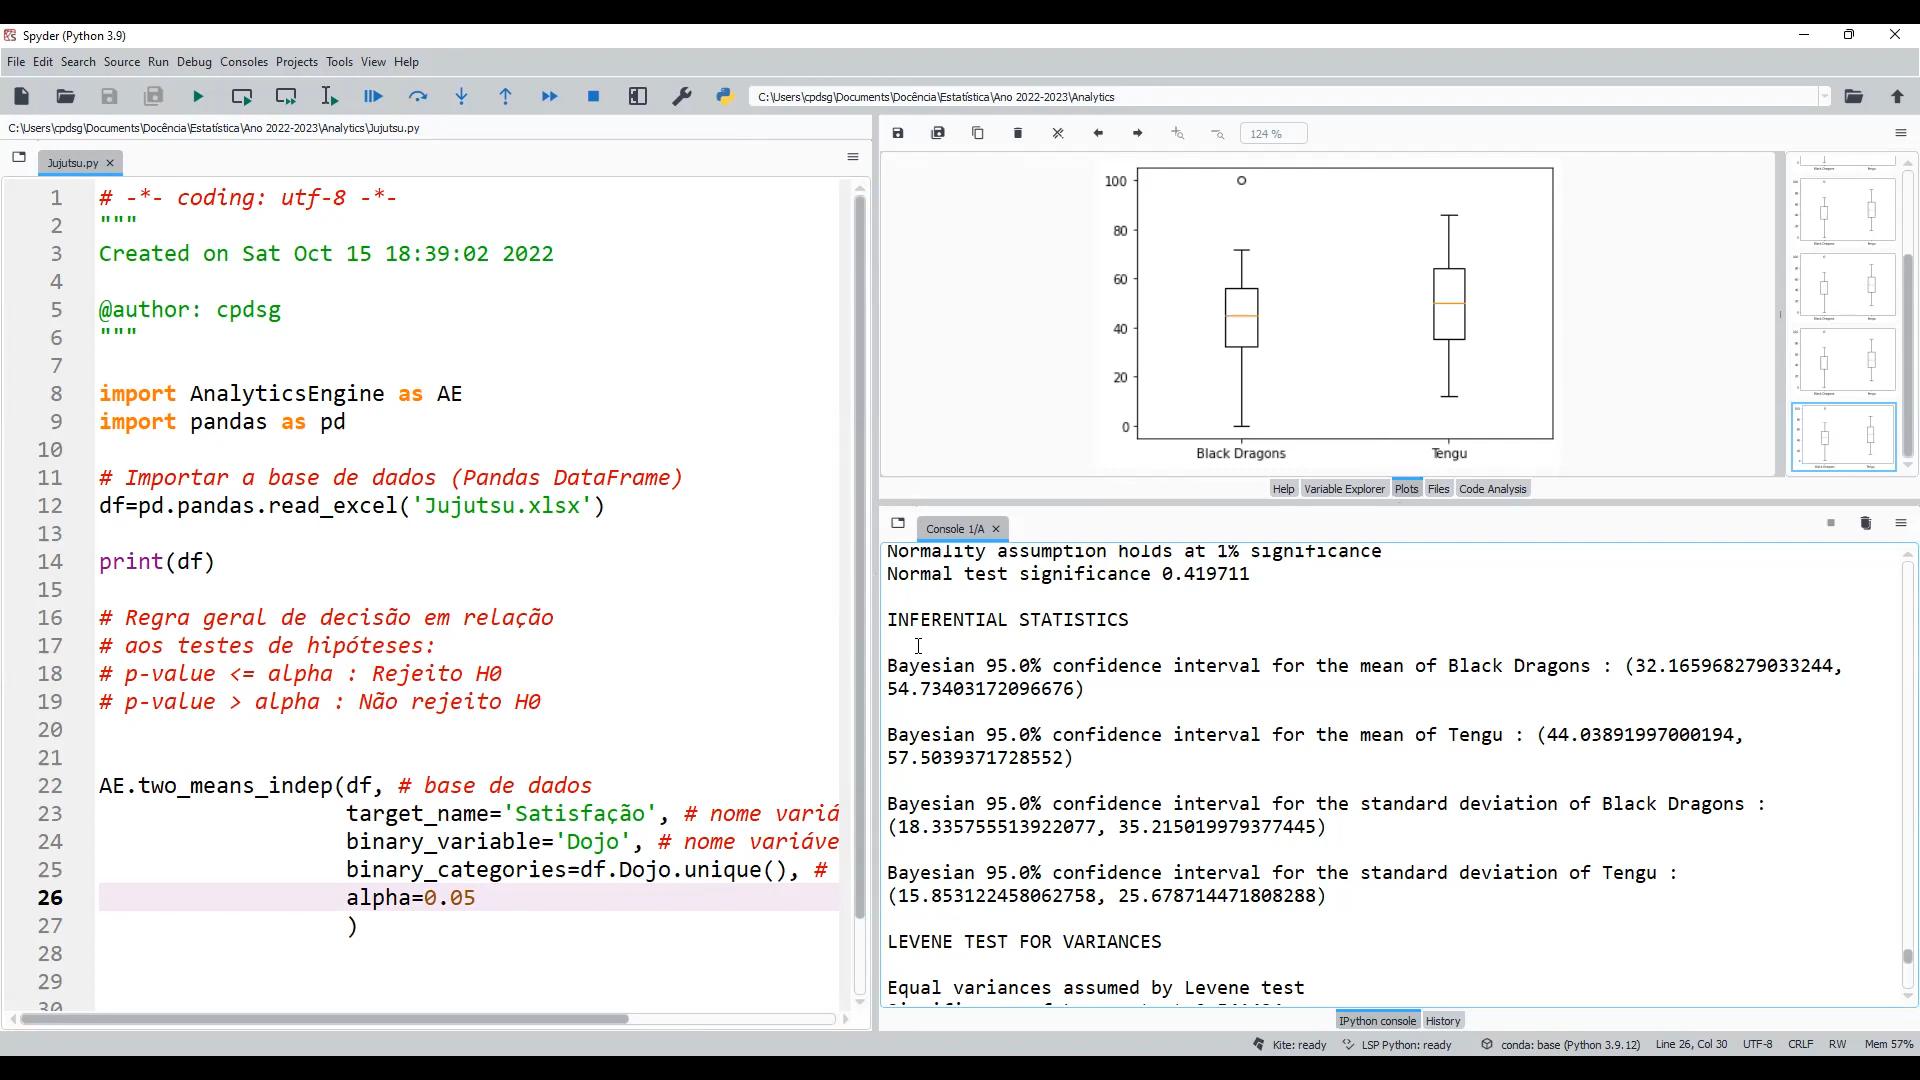 Spyder (Python 3.9)
File Edit Search Source Run Debug Consoles Projects Tools View Help
C:\Users\cpdsg\Documents\Docência\Estatística\Ano 2022-2023\Analytics
C:\Users\cpdsg\Documents\Docência\Estatística\Ano 2022-2023\Analytics\Jujutsu.py
Jujutsu.py
1 # -*- coding: utf-8 -*-
2 """
3 Created on Sat Oct 15 18:39:02 2022
4
5 @author: cpdsg
6 """
7
8 import AnalyticsEngine as AE
9 import pandas as pd
10
11 # Importar a base de dados (Pandas DataFrame)
12 df=pd.pandas.read_excel('Jujutsu.xlsx')
13
14 print(df)
15
16 # Regra geral de decisão em relação
17 # aos testes de hipóteses:
18 # p-value <= alpha : Rejeito H0
19 # p-value > alpha : Não rejeito H0
20
21
22 AE.two_means_indep(df, # base de dados
23 target_name='Satisfação', # nome variá
24 binary_variable='Dojo', # nome variáve
25 binary_categories=df.Dojo.unique(), #
26 alpha=0.05
27 )
28
29
30
124 %
100
80
60
40
20
0
Black Dragons Tengu
Help Variable Explorer Plots Files Code Analysis
Console 1/A
Normality assumption holds at 1% significance
Normal test significance 0.419711
INFERENTIAL STATISTICS
Bayesian 95.0% confidence interval for the mean of Black Dragons : (32.165968279033244,
54.73403172096676)
Bayesian 95.0% confidence interval for the mean of Tengu : (44.03891997000194,
57.5039371728552)
Bayesian 95.0% confidence interval for the standard deviation of Black Dragons :
(18.335755513922077, 35.215019979377445)
Bayesian 95.0% confidence interval for the standard deviation of Tengu :
(15.853122458062758, 25.678714471808288)
LEVENE TEST FOR VARIANCES
Equal variances assumed by Levene test
IPython console History
Kite: ready LSP Python: ready conda: base (Python 3.9.12) Line 26, Col 30 UTF-8 CRLF RW Mem 57%